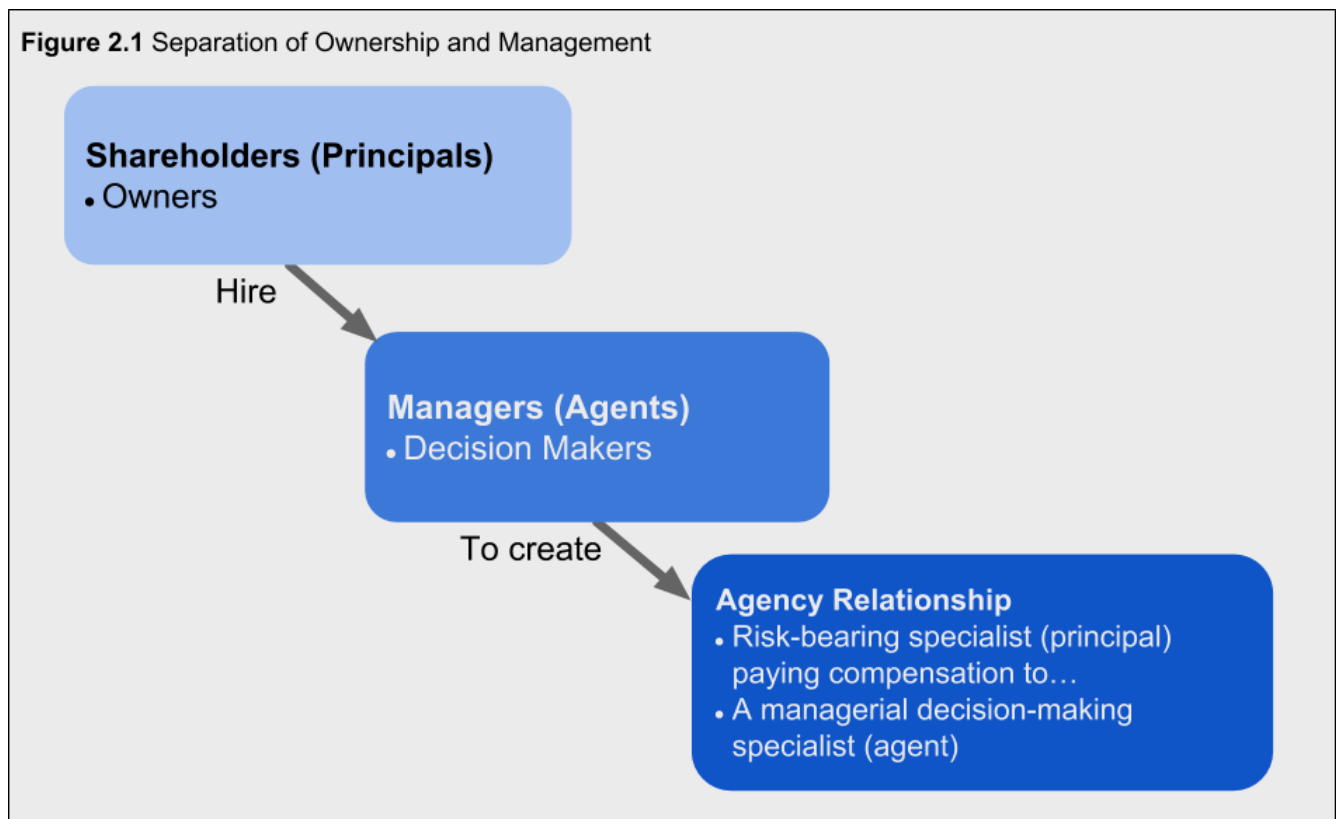 Figure 2.1 Separation of Ownership and Management
Shareholders (Principals)
• Owners
Hire
Managers (Agents)
• Decision Makers
To create
Agency Relationship
• Risk-bearing specialist (principal)
paying compensation to…
• A managerial decision-making
specialist (agent)